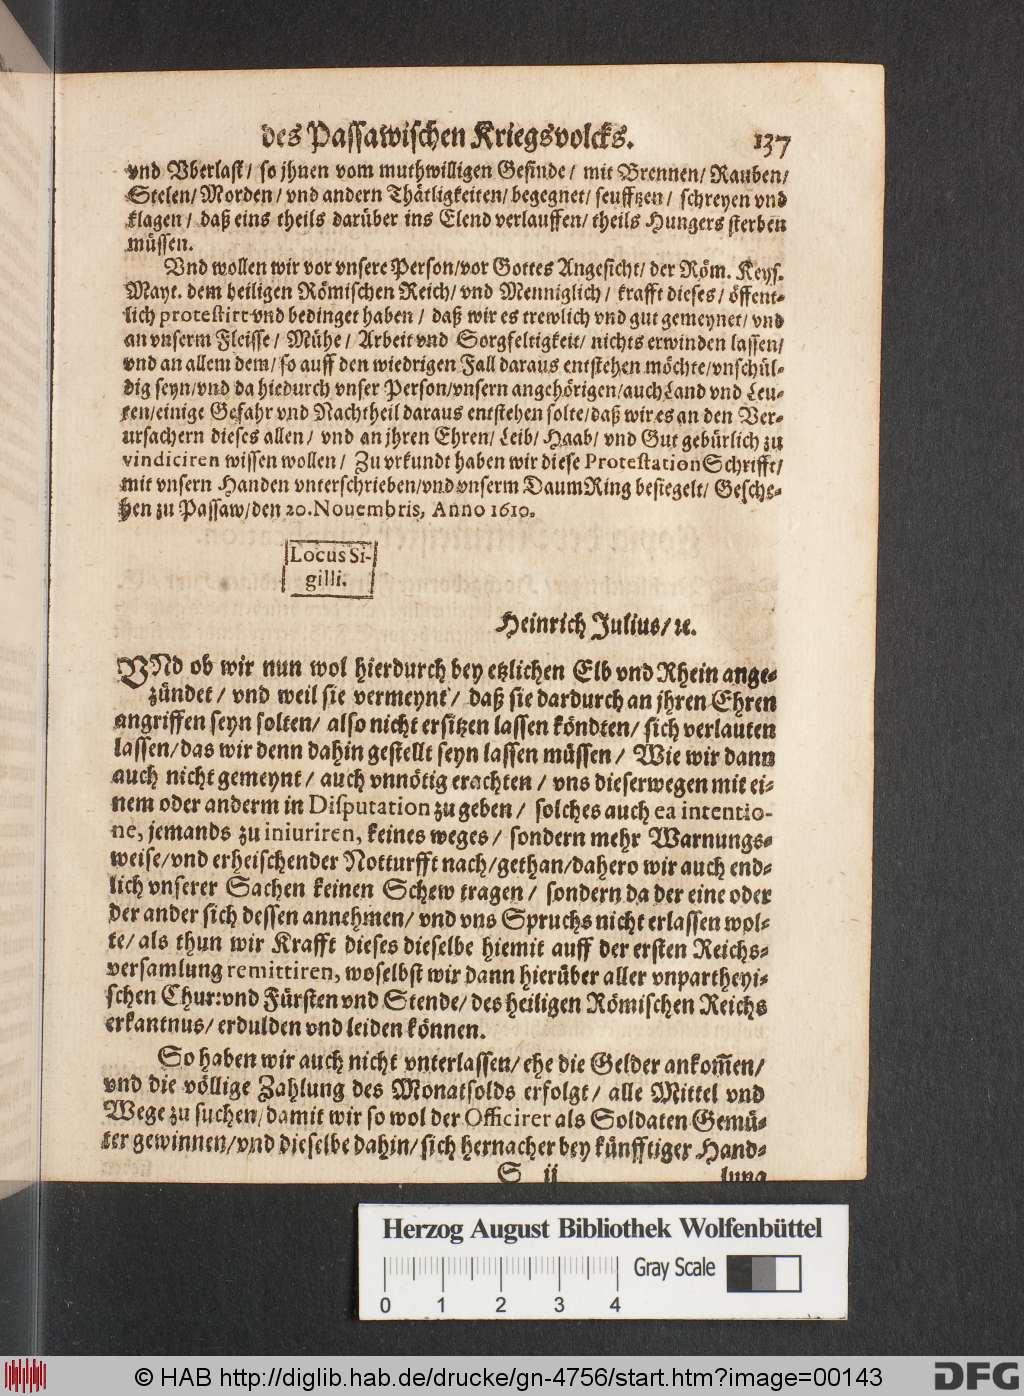 des Passawischen Kriegsvolcks. 137
vnd Vberlast/ so jhnen vom muthwilligen Gesinde/ mit Brennen/ Rauben/
Stelen/ Morden/ vnd andern Thätligkeiten/ begegnet/ seufftzen/ schreyen vnd
klagen/ daß eins theils darüber ins Elend verlauffen/ theils Hungers sterben
müssen.
Vnd wollen wir vor vnsere Person/ vor Gottes Angesicht/ der Röm. Keys.
Mayt. dem heiligen Römischen Reich/ vnd Menniglich/ krafft dieses/ öffent-
lich protestirt vnd bedinget haben/ daß wir es trewlich vnd gut gemeynet/ vnd
an vnserm Fleisse/ Mühe/ Arbeit vnd Sorgfeltigkeit/ nichts erwinden lassen/
vnd an allem dem/ so auff den wiedrigen Fall daraus entstehen möchte/ vnschül-
dig seyn/ vnd da hiedurch vnser Person/ vnsern angehörigen/ auch Land vnd Leu-
ten/ einige Gefahr vnd Nachtheil daraus entstehen solte/ daß wir es an den Ver-
ursachern dieses allen/ vnd an jhren Ehren/ Leib/ Haab/ vnd Gut gebürlich zu
vindiciren wissen wollen/ Zu vrkundt haben wir diese Protestation Schrifft/
mit vnsern Handen vnterschrieben/ vnd vnserm DaumRing besiegelt/ Gesche-
hen zu Passaw/ den 20. Nouembris, Anno 1610.
Locus Si-
gilli.
Heinrich Julius/ ꝛc.
VNd ob wir nun wol hierdurch bey etzlichen Elb vnd Rhein ange-
zündet/ vnd weil sie vermeynt/ daß sie dardurch an jhren Ehren
angriffen seyn solten/ also nicht ersitzen lassen köndten/ sich verlauten
lassen/ das wir denn dahin gestellt seyn lassen müssen/ Wie wir dann
auch nicht gemeynt/ auch vnnötig erachten/ vns dieserwegen mit ei-
nem oder anderm in Disputation zu geben/ solches auch ea intentio-
ne, jemands zu iniuriren, keines weges/ sondern mehr Warnungs-
weise/ vnd erheischender Notturfft nach/ gethan/ dahero wir auch end-
lich vnserer Sachen keinen Schew tragen/ sondern da der eine oder
der ander sich dessen annehmen/ vnd vns Spruchs nicht erlassen wol-
te/ als thun wir Krafft dieses dieselbe hiemit auff der ersten Reichs-
versamlung remittiren, woselbst wir dann hierüber aller vnpartheyi-
schen Chur: vnd Fürsten vnd Stende/ des heiligen Römischen Reichs
erkantnus/ erdulden vnd leiden können.
So haben wir auch nicht vnterlassen/ ehe die Gelder ankom̃en/
vnd die völlige Zahlung des Monatsolds erfolgt/ alle Mittel vnd
Wege zu suchen/ damit wir so wol der Officirer als Soldaten Gemü-
ter gewinnen/ vnd dieselbe dahin/ sich hernacher bey künfftiger Hand-
S ij lung
Herzog August Bibliothek Wolfenbüttel
Gray Scale
0 1 2 3 4
© HAB http://diglib.hab.de/drucke/gn-4756/start.htm?image=00143
DFG